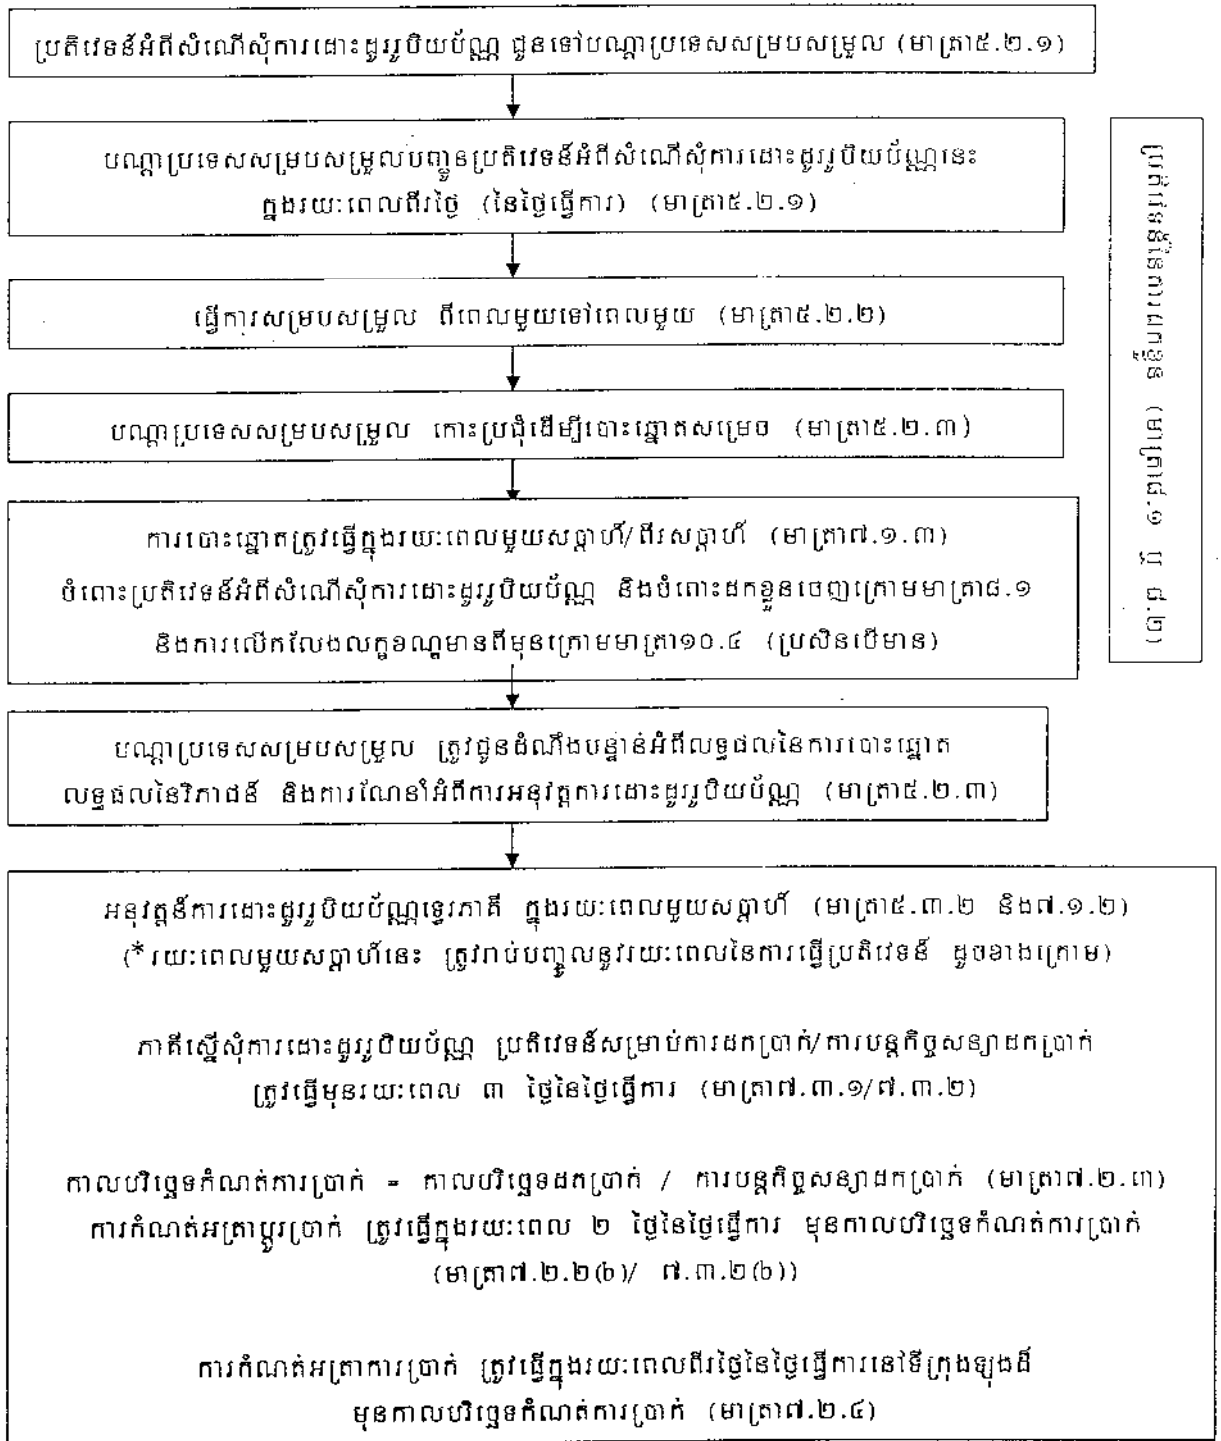 ប្រតិវេទន៍អំពីសំណើសុំការដោះដូររូបិយប័ណ្ណ ជូនទៅបណ្តាប្រទេសសម្របសម្រួល (មាត្រា៥.២.១)
បណ្តាប្រទេសសម្របសម្រួលបញ្ជូនប្រតិវេទន៍អំពីសំណើសុំការដោះដូររូបិយប័ណ្ណនេះ
ក្នុងរយៈពេលពីរថ្ងៃ (នៃថ្ងៃធ្វើការ) (មាត្រា៥.២.១)
ធ្វើការសម្របសម្រួល ពីពេលមួយទៅពេលមួយ (មាត្រា៥.២.២)
បណ្តាប្រទេសសម្របសម្រួល កោះប្រជុំដើម្បីបោះឆ្នោតសម្រេច (មាត្រា៥.២.៣)
ការបោះឆ្នោតត្រូវធ្វើក្នុងរយៈពេលមួយសប្តាហ៍/ពីរសប្តាហ៍ (មាត្រា៧.១.៣)
ចំពោះប្រតិវេទន៍អំពីសំណើសុំការដោះដូររូបិយប័ណ្ណ និងចំពោះដកខ្លួនចេញក្រោមមាត្រា៨.១
និងការលើកលែងលក្ខខណ្ឌមានពីមុនក្រោមមាត្រា១០.៤ (ប្រសិនបើមាន)
បណ្តាប្រទេសសម្របសម្រួល ត្រូវជូនដំណឹងបន្ទាន់អំពីលទ្ធផលនៃការបោះឆ្នោត
លទ្ធផលនៃវិភាជន៍ និងការណែនាំអំពីការអនុវត្តការដោះដូររូបិយប័ណ្ណ (មាត្រា៥.២.៣)
អនុវត្តន៍ការដោះដូររូបិយប័ណ្ណទ្វេរភាគី ក្នុងរយៈពេលមួយសប្តាហ៍ (មាត្រា៥.៣.២ និង៧.១.២)
(*រយៈពេលមួយសប្តាហ៍នេះ ត្រូវរាប់បញ្ចូលនូវរយៈពេលនៃការធ្វើប្រតិវេទន៍ ដូចខាងក្រោម)
ភាគីស្នើសុំការដោះដូររូបិយប័ណ្ណ ប្រតិវេទន៍សម្រាប់ការដកប្រាក់/ការបន្តកិច្ចសន្យាដកប្រាក់
ត្រូវធ្វើមុនរយៈពេល ៣ ថ្ងៃនៃថ្ងៃធ្វើការ (មាត្រា៧.៣.១/៧.៣.២)
កាលបរិច្ឆេទកំណត់ការប្រាក់ = កាលបរិច្ឆេទដកប្រាក់ / ការបន្តកិច្ចសន្យាដកប្រាក់ (មាត្រា៧.២.៣)
ការកំណត់អត្រាប្តូរប្រាក់ ត្រូវធ្វើក្នុងរយៈពេល ២ ថ្ងៃនៃថ្ងៃធ្វើការ មុនកាលបរិច្ឆេទកំណត់ការប្រាក់
(មាត្រា៧.២.២(b)/ ៧.៣.២(b))
ការកំណត់អត្រាការប្រាក់ ត្រូវធ្វើក្នុងរយៈពេលពីរថ្ងៃនៃថ្ងៃធ្វើការនៅទីក្រុងឡុងដ៍
មុនកាលបរិច្ឆេទកំណត់ការប្រាក់ (មាត្រា៧.២.៤)
ប្រតិវេទន៍នៃការដកខ្លួន (មាត្រា៨.១ ឬ ៨.២)